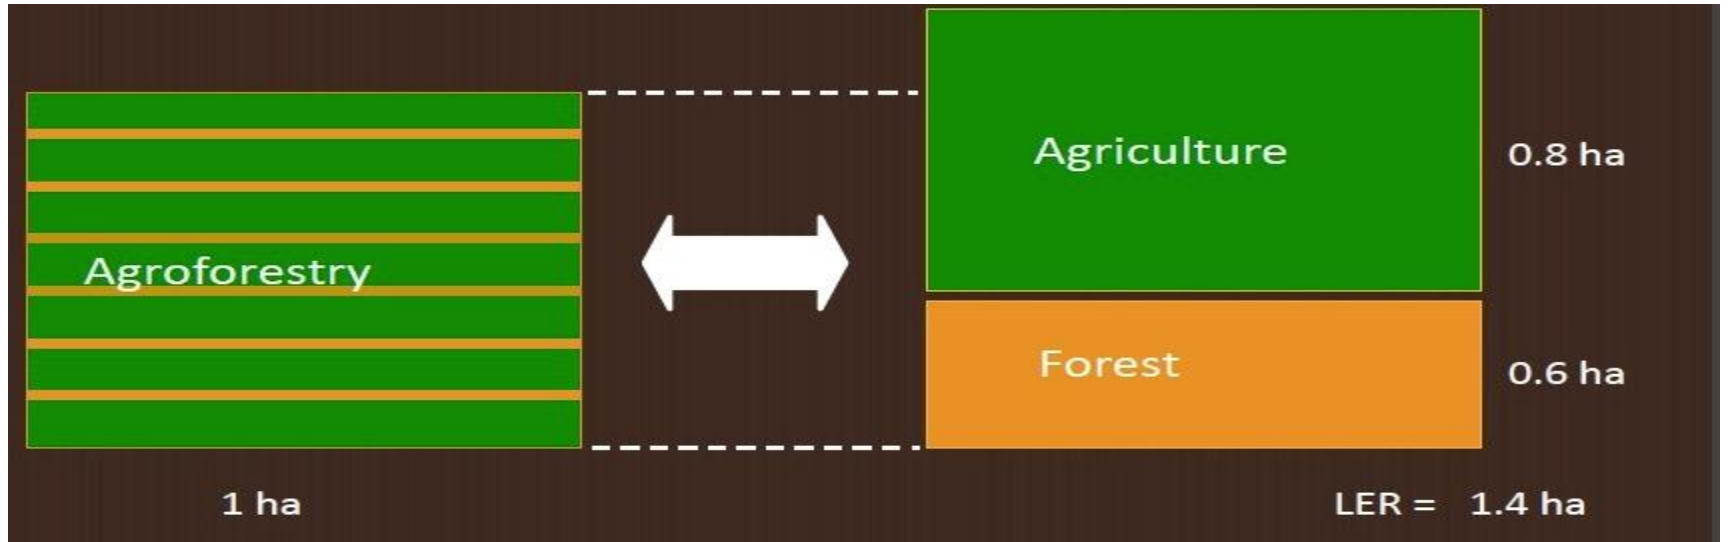 Agroforestry
1 ha
Agriculture
0.8 ha
Forest
0.6 ha
LER = 1.4 ha